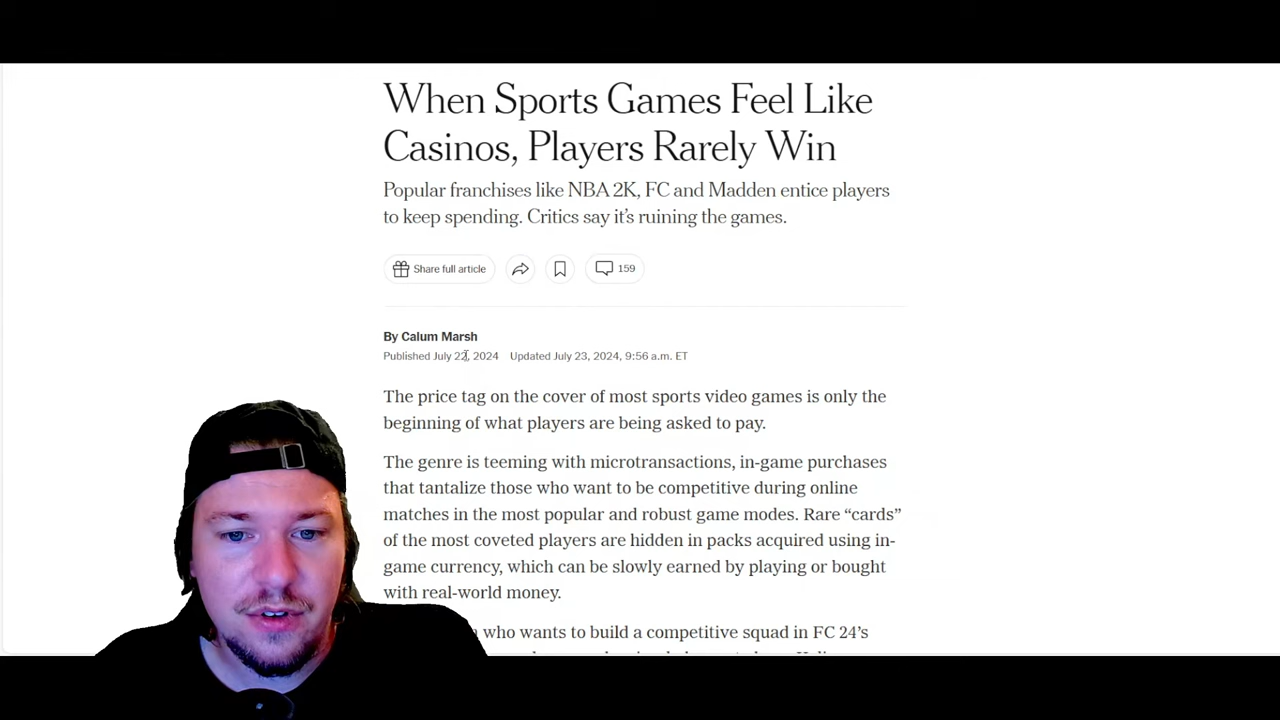 When Sports Games Feel Like
Casinos, Players Rarely Win
Popular franchises like NBA 2K, FC and Madden entice players
to keep spending. Critics say it's ruining the games.
Share full article
159
By Calum Marsh
Published July 22, 2024 Updated July 23, 2024, 9:56 a.m. ET
The price tag on the cover of most sports video games is only the
beginning of what players are being asked to pay.
The genre is teeming with microtransactions, in-game purchases
that tantalize those who want to be competitive during online
matches in the most popular and robust game modes. Rare “cards”
of the most coveted players are hidden in packs acquired using in-
game currency, which can be slowly earned by playing or bought
with real-world money.
who wants to build a competitive squad in FC 24’s